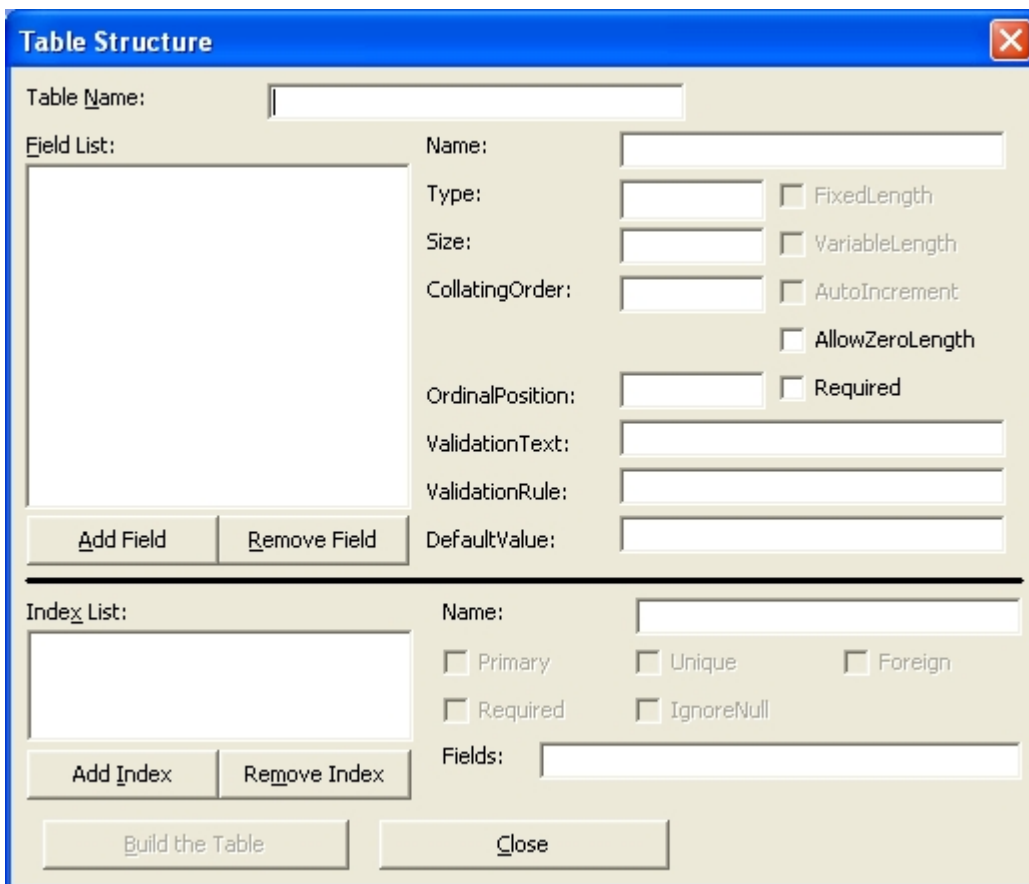 Table Structure
Table Name:
Field List:
Name:
Type:
FixedLength
Size:
VariableLength
CollatingOrder:
AutoIncrement
AllowZeroLength
OrdinalPosition:
Required
ValidationText:
ValidationRule:
Add Field
Remove Field
DefaultValue:
Index List:
Name:
Primary
Unique
Foreign
Required
IgnoreNull
Add Index
Remove Index
Fields:
Build the Table
Close